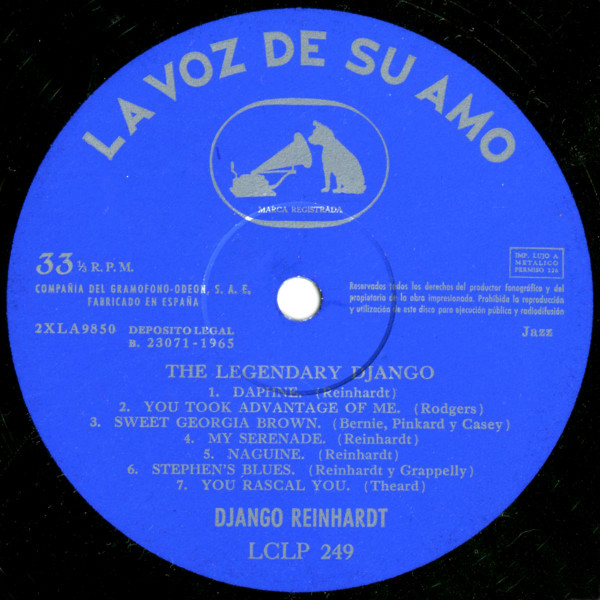 LA VOZ DE SU AMO
MARCA REGISTRADA
33 ⅓ R. P. M.
COMPAÑIA DEL GRAMOFONO-ODEON, S. A. E.
FABRICADO EN ESPAÑA
IMP. LUJO A
METALICO
PERMISO 124
Reservados todos los derechos del productor fonográfico y del
propietario de la obra impresionada. Prohibida la reproducción
y utilización de este disco para ejecución pública y radiodifusión
2XLA9850 DEPOSITO LEGAL
B. 23071-1965
Jazz
THE LEGENDARY DJANGO
1. DAPHNE. (Reinhardt)
2. YOU TOOK ADVANTAGE OF ME. (Rodgers)
3. SWEET GEORGIA BROWN. (Bernie, Pinkard y Casey)
4. MY SERENADE. (Reinhardt)
5. NAGUINE. (Reinhardt)
6. STEPHEN'S BLUES. (Reinhardt y Grappelly)
7. YOU RASCAL YOU. (Theard)
DJANGO REINHARDT
LCLP 249